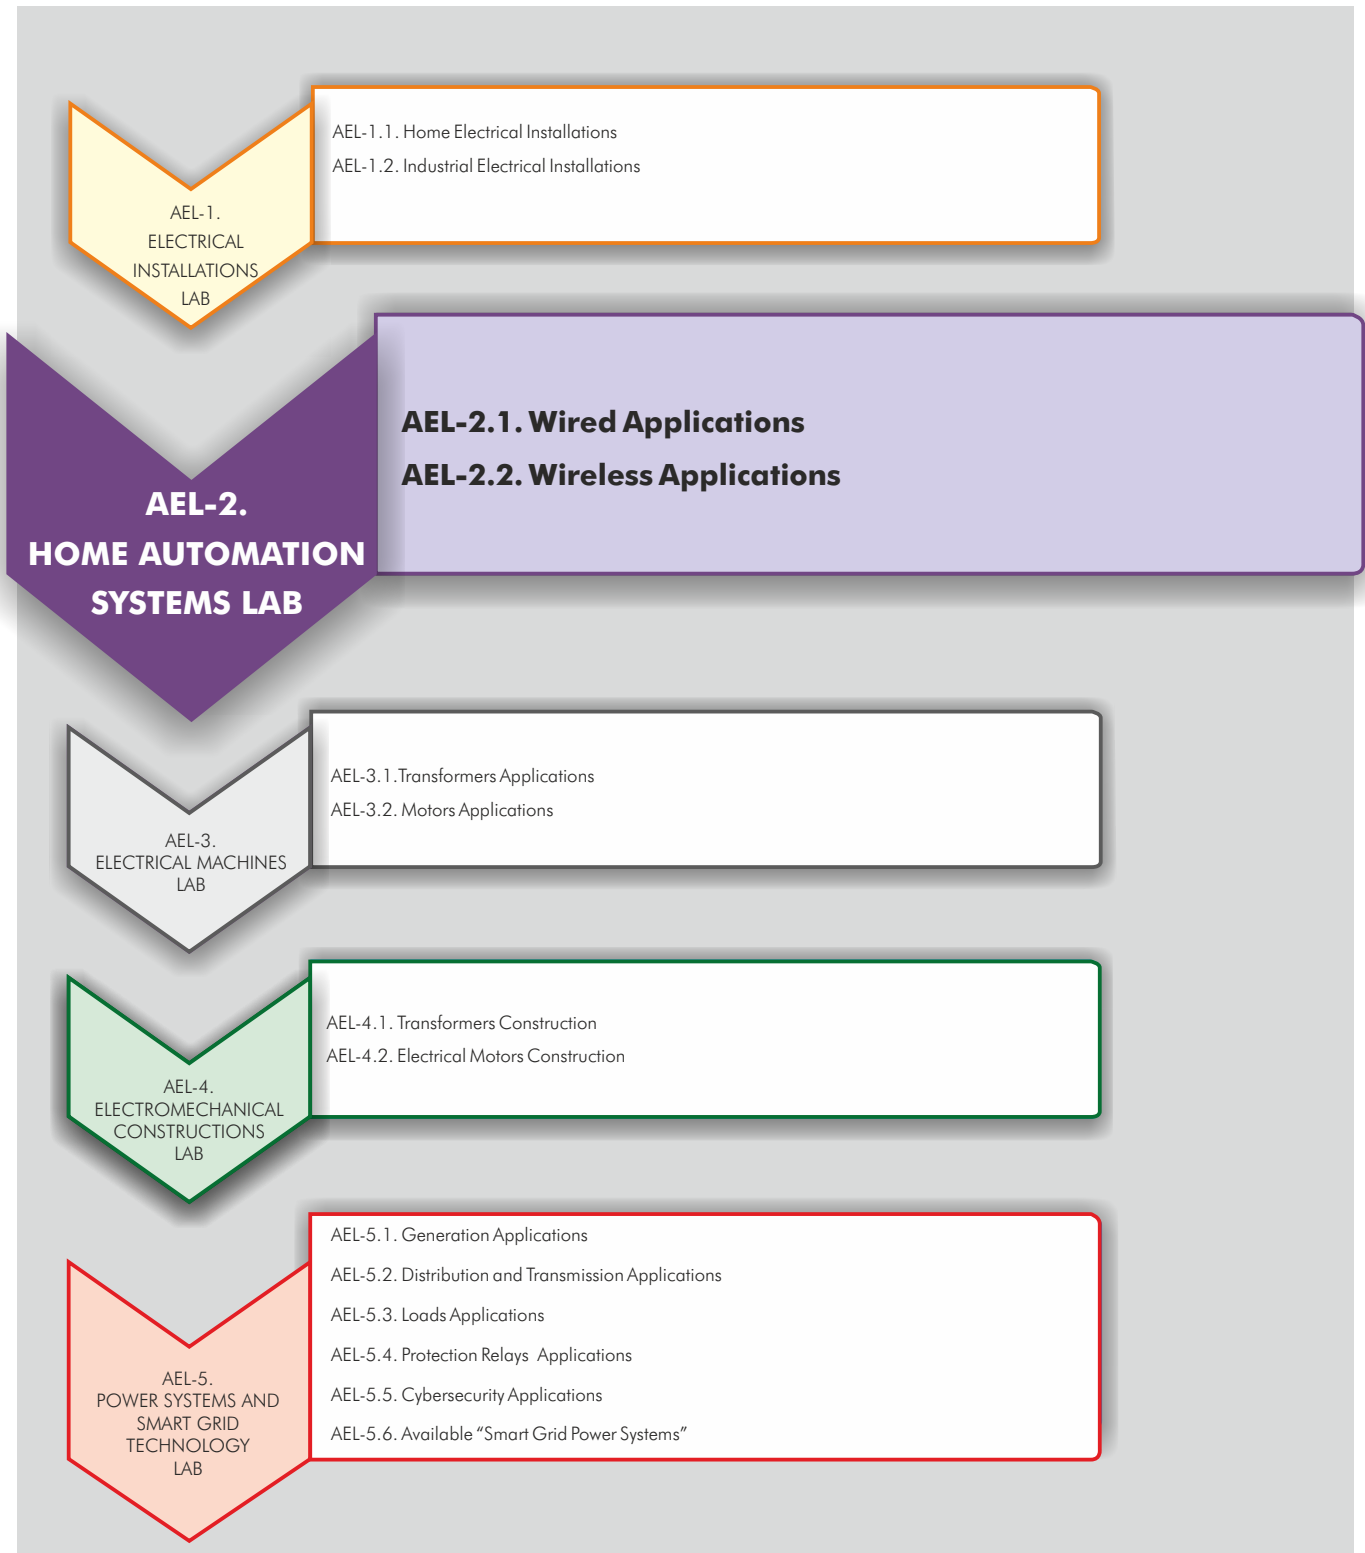 AEL-1.
ELECTRICAL
INSTALLATIONS
LAB
AEL-1.1. Home Electrical Installations
AEL-1.2. Industrial Electrical Installations
AEL-2.
HOME AUTOMATION
SYSTEMS LAB
AEL-2.1. Wired Applications
AEL-2.2. Wireless Applications
AEL-3.
ELECTRICAL MACHINES
LAB
AEL-3.1.Transformers Applications
AEL-3.2. Motors Applications
AEL-4.
ELECTROMECHANICAL
CONSTRUCTIONS
LAB
AEL-4.1. Transformers Construction
AEL-4.2. Electrical Motors Construction
AEL-5.
POWER SYSTEMS AND
SMART GRID
TECHNOLOGY
LAB
AEL-5.1. Generation Applications
AEL-5.2. Distribution and Transmission Applications
AEL-5.3. Loads Applications
AEL-5.4. Protection Relays  Applications
AEL-5.5. Cybersecurity Applications
AEL-5.6. Available “Smart Grid Power Systems”